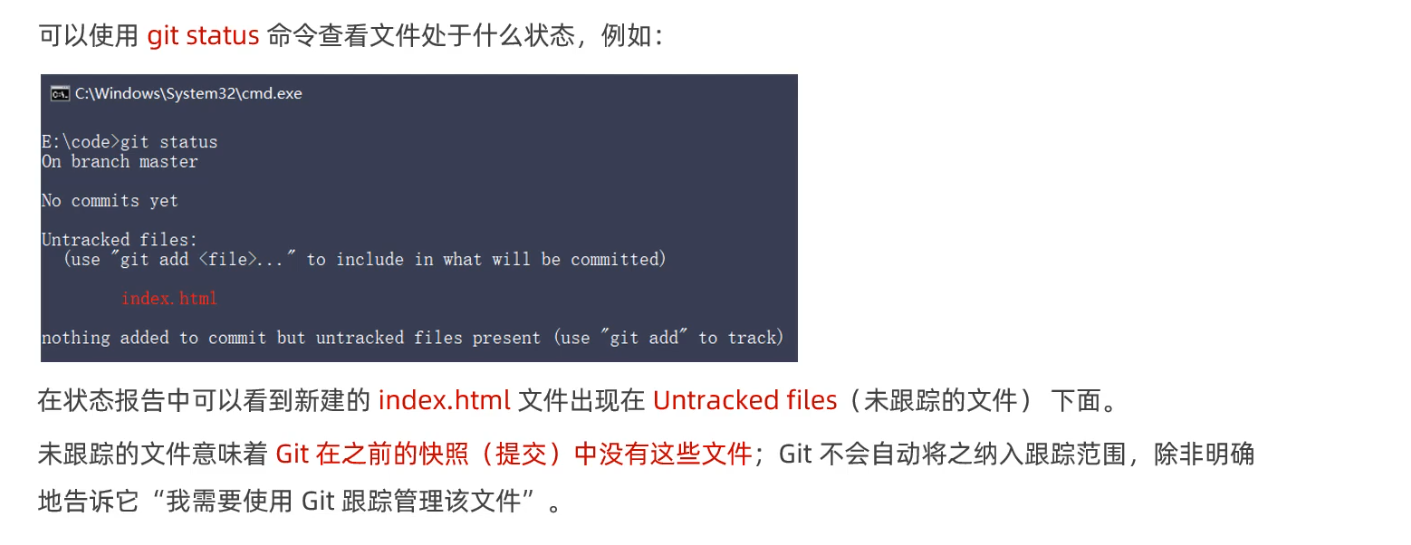 可以使用 git status 命令查看文件处于什么状态，例如：
C:\Windows\System32\cmd.exe
E:\code>git status
On branch master
No commits yet
Untracked files:
(use "git add <file>..." to include in what will be committed)
index.html
nothing added to commit but untracked files present (use "git add" to track)
在状态报告中可以看到新建的 index.html 文件出现在 Untracked files（未跟踪的文件） 下面。
未跟踪的文件意味着 Git 在之前的快照（提交）中没有这些文件；Git 不会自动将之纳入跟踪范围，除非明确
地告诉它“我需要使用 Git 跟踪管理该文件”。